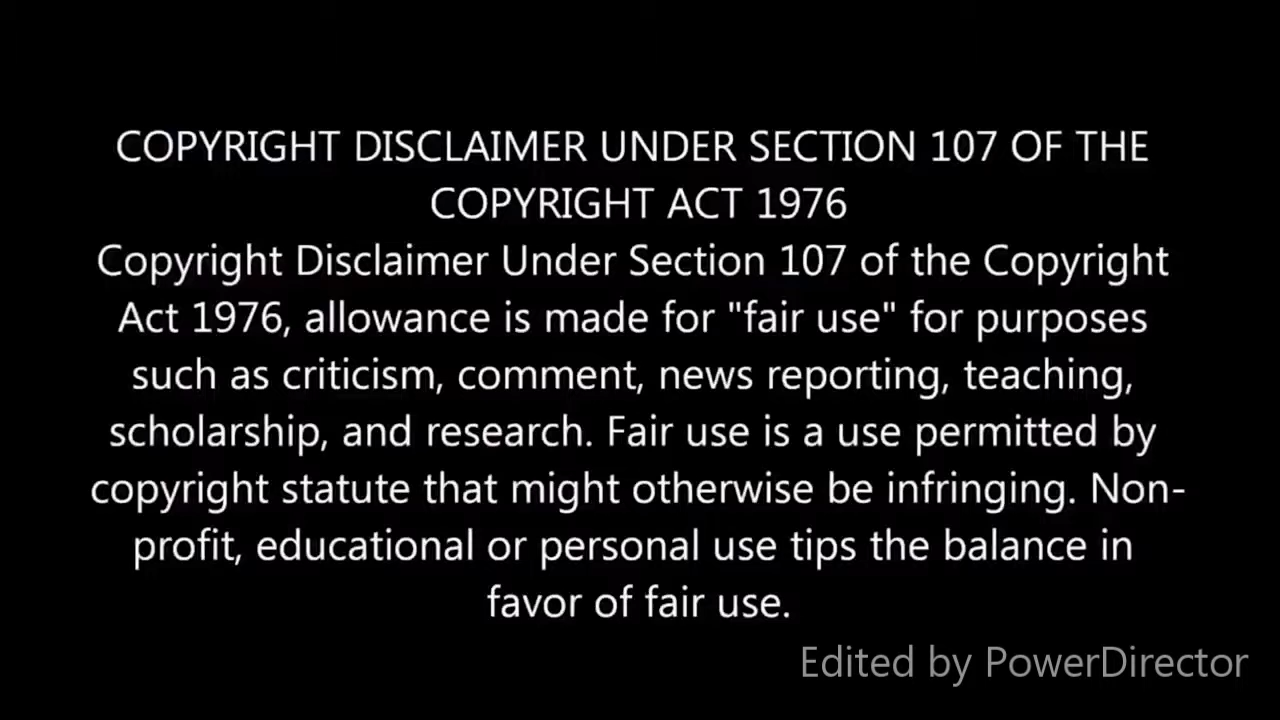 COPYRIGHT DISCLAIMER UNDER SECTION 107 OF THE
COPYRIGHT ACT 1976
Copyright Disclaimer Under Section 107 of the Copyright
Act 1976, allowance is made for "fair use" for purposes
such as criticism, comment, news reporting, teaching,
scholarship, and research. Fair use is a use permitted by
copyright statute that might otherwise be infringing. Non-
profit, educational or personal use tips the balance in
favor of fair use.
Edited by PowerDirector